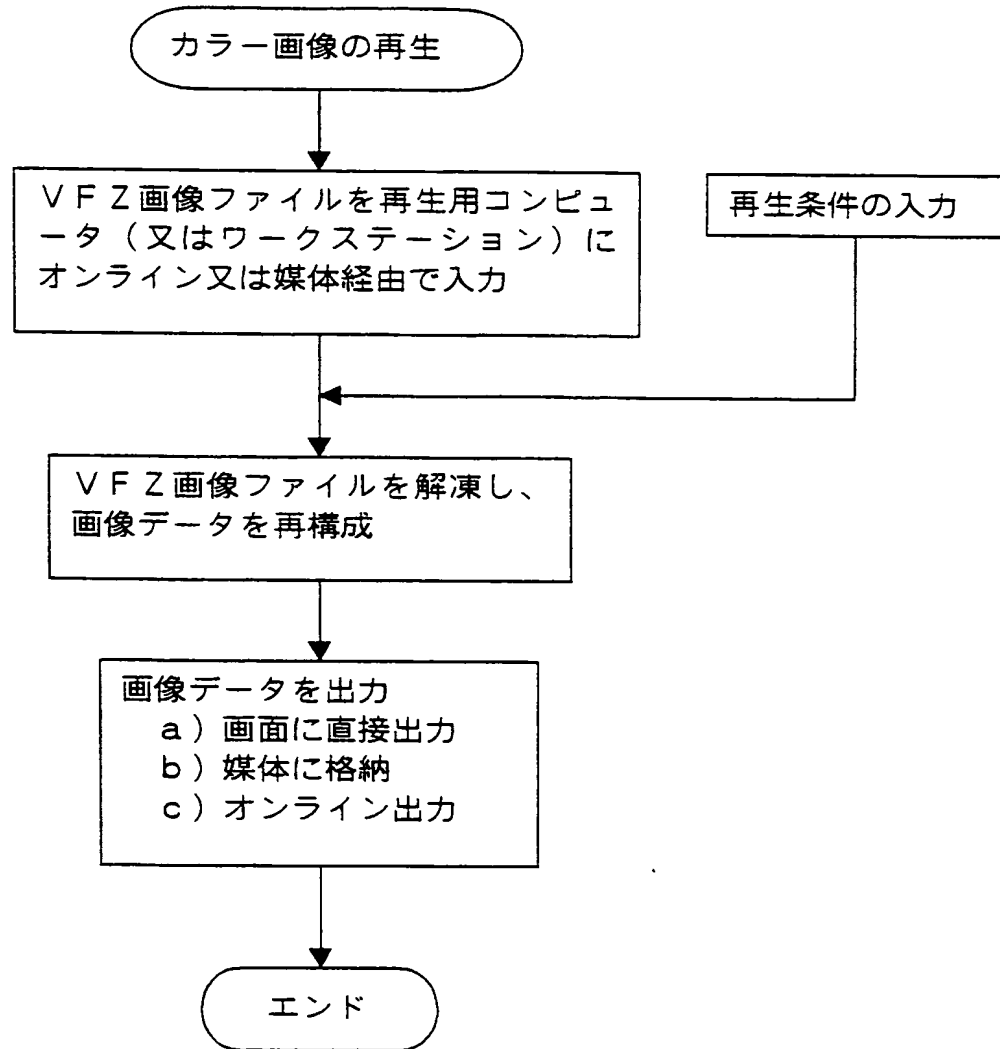 カラー画像の再生
ＶＦＺ画像ファイルを再生用コンピュ
ータ（又はワークステーション）に
オンライン又は媒体経由で入力
再生条件の入力
ＶＦＺ画像ファイルを解凍し、
画像データを再構成
画像データを出力
ａ）画面に直接出力
ｂ）媒体に格納
ｃ）オンライン出力
エンド